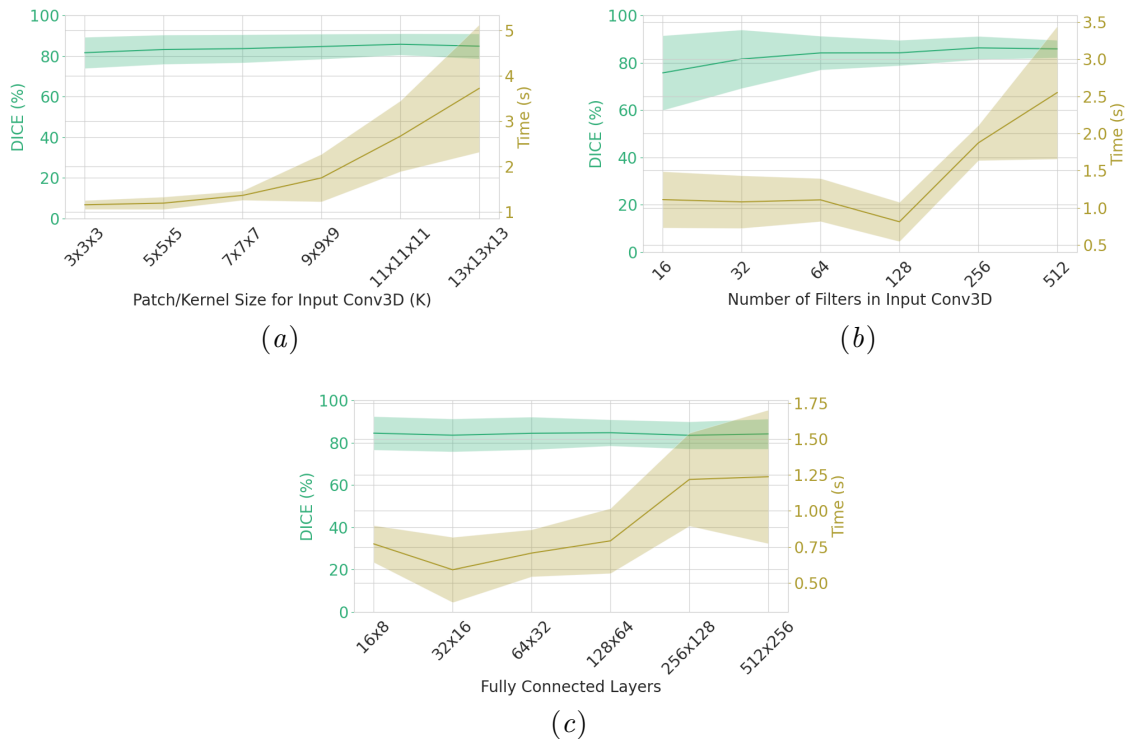 100
80
60
40
20
0
DICE (%)
5
4
3
2
1
Time (s)
3x3x3
5x5x5
7x7x7
9x9x9
11x11x11
13x13x13
Patch/Kernel Size for Input Conv3D (K)
(a)
100
80
60
40
20
0
DICE (%)
3.5
3.0
2.5
2.0
1.5
1.0
0.5
Time (s)
16
32
64
128
256
512
Number of Filters in Input Conv3D
(b)
100
80
60
40
20
0
DICE (%)
1.75
1.50
1.25
1.00
0.75
0.50
Time (s)
16x8
32x16
64x32
128x64
256x128
512x256
Fully Connected Layers
(c)